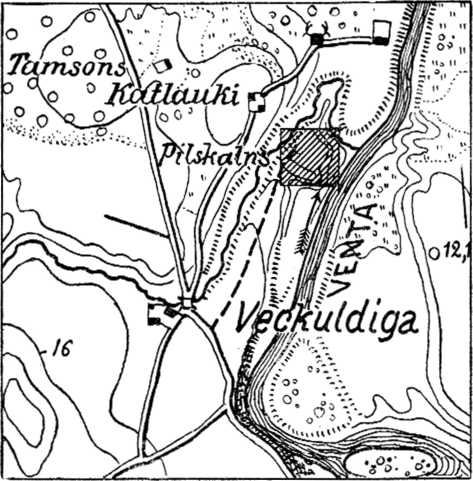 Tamsons
Katlauki
Pilskalns
VENTA
12,1
Veckuldiga
16